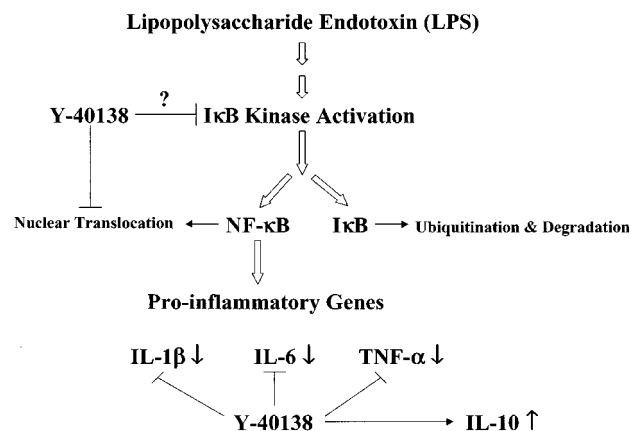 Lipopolysaccharide Endotoxin (LPS)
?
Y-40138
IκB Kinase Activation
Nuclear Translocation
NF-κB
IκB
Ubiquitination & Degradation
Pro-inflammatory Genes
IL-1β↓
IL-6↓
TNF-α↓
Y-40138
IL-10↑